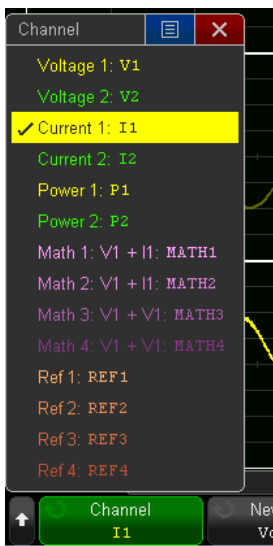 Channel
Voltage 1: V1
Voltage 2: V2
Current 1: I1
Current 2: I2
Power 1: P1
Power 2: P2
Math 1: V1 + I1: MATH1
Math 2: V1 + I1: MATH2
Math 3: V1 + V1: MATH3
Math 4: V1 + V1: MATH4
Ref 1: REF1
Ref 2: REF2
Ref 3: REF3
Ref 4: REF4
Channel
I1